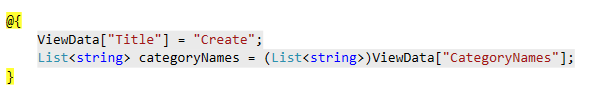 @{
ViewData["Title"] = "Create";
List<string> categoryNames = (List<string>)ViewData["CategoryNames"];
}